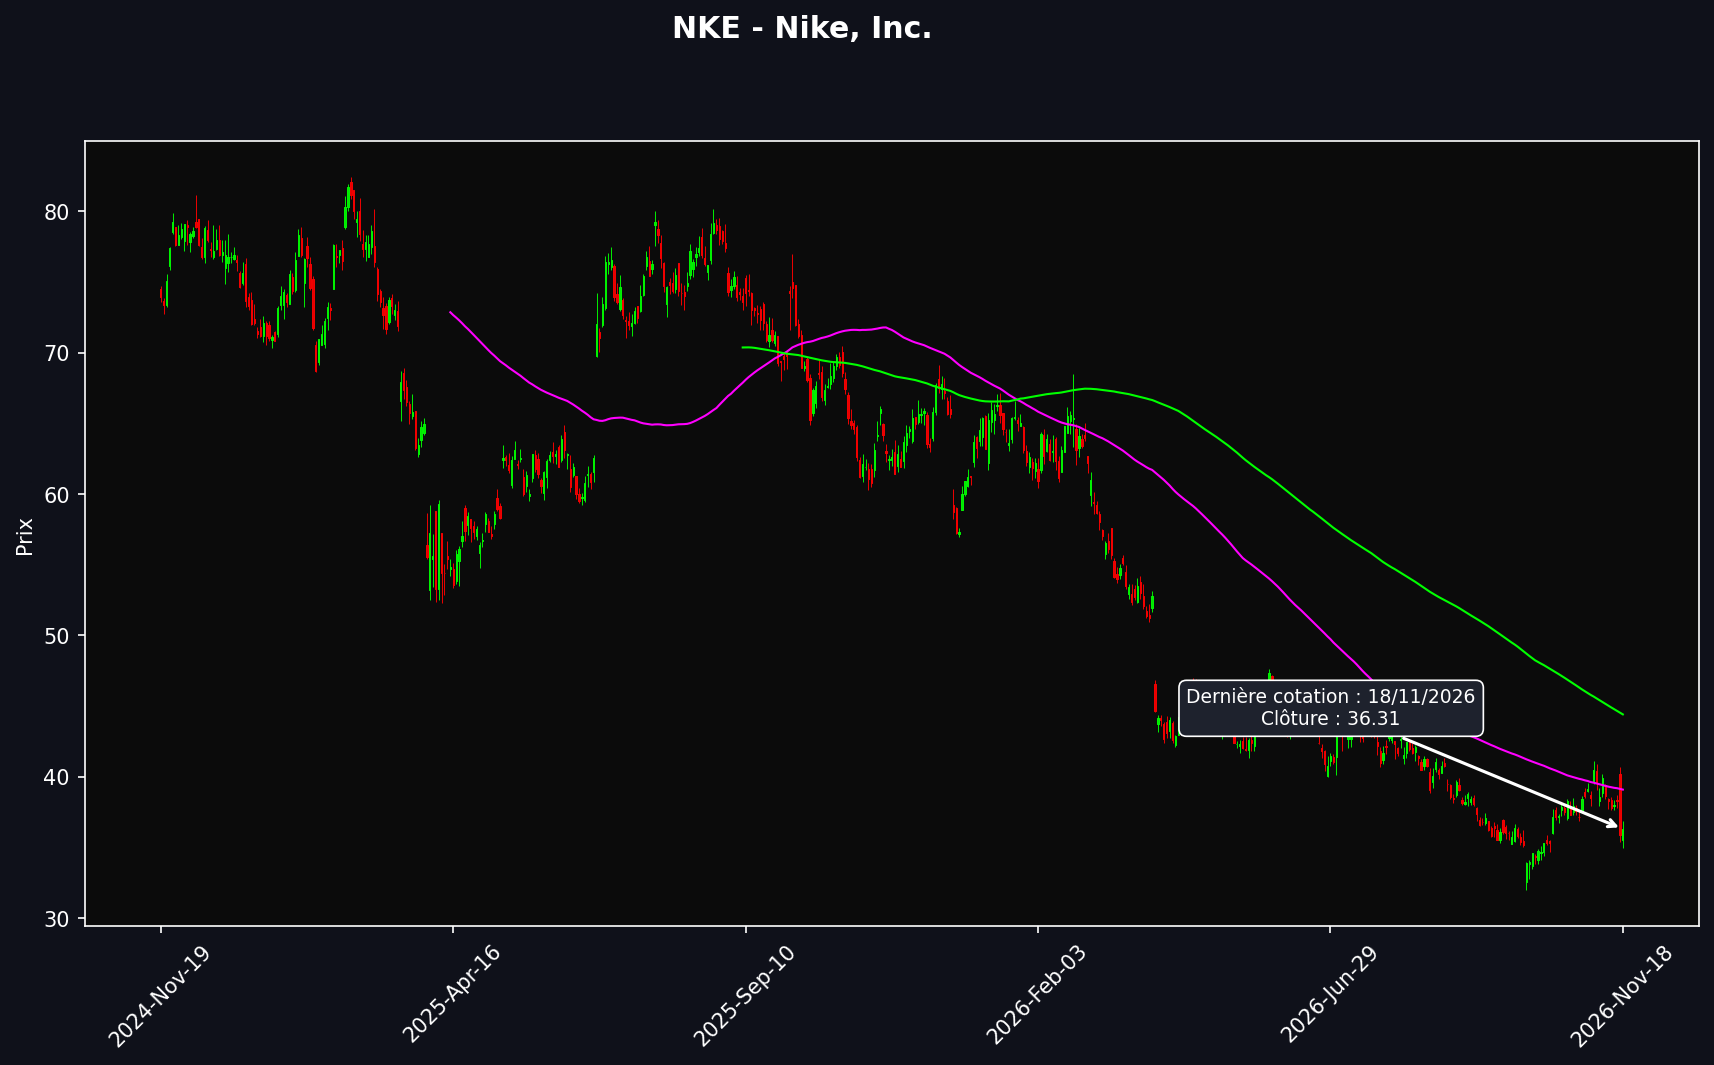 NKE - Nike, Inc.
Prix
80
70
60
50
40
30
Dernière cotation : 18/11/2026
Clôture : 36.31
2024-Nov-19
2025-Apr-16
2025-Sep-10
2026-Feb-03
2026-Jun-29
2026-Nov-18